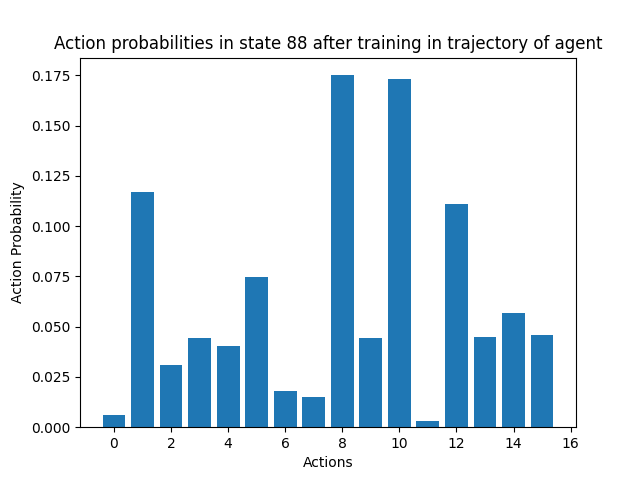 Action probabilities in state 88 after training in trajectory of agent
0.175
0.150
0.125
0.100
0.075
0.050
0.025
0.000
Action Probability
0 2 4 6 8 10 12 14 16
Actions